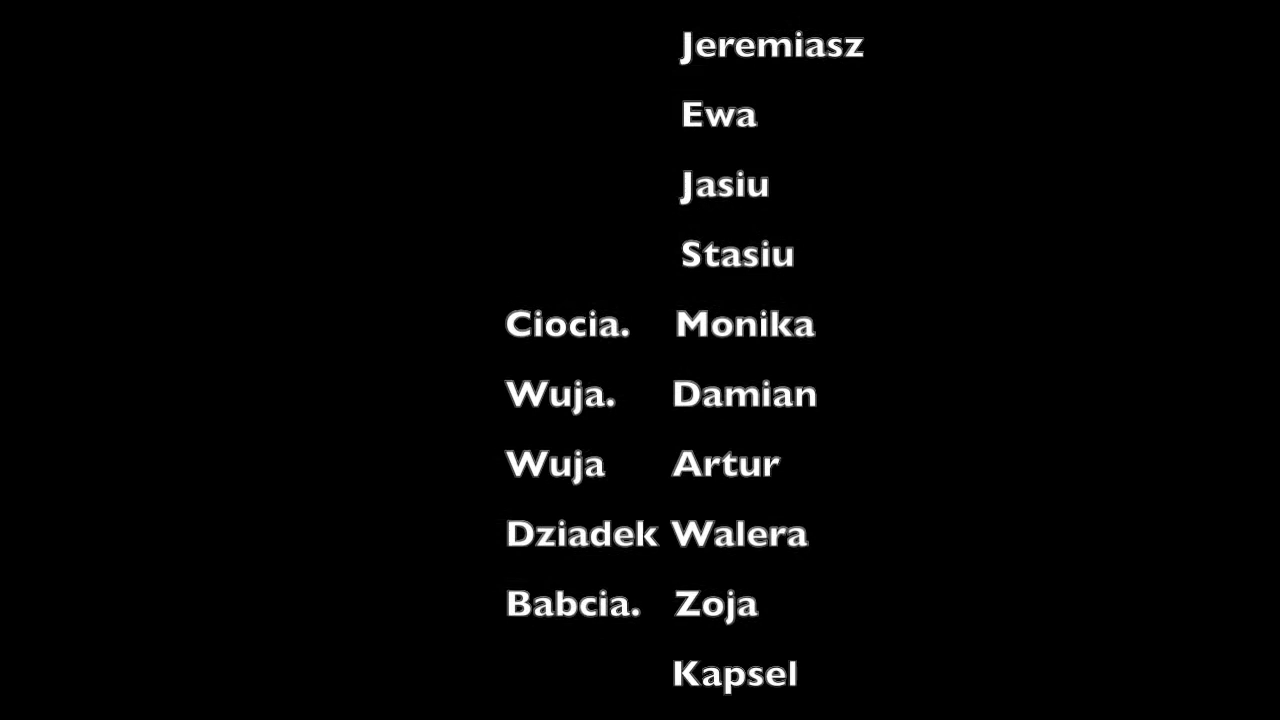 Jeremiasz
Ewa
Jasiu
Stasiu
Ciocia. Monika
Wuja. Damian
Wuja Artur
Dziadek Walera
Babcia. Zoja
Kapsel